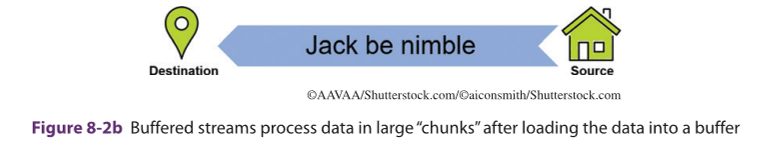 Jack be nimble
Destination
Source
©AAVAA/Shutterstock.com/©aiconsmith/Shutterstock.com
Figure 8-2b Buffered streams process data in large “chunks” after loading the data into a buffer